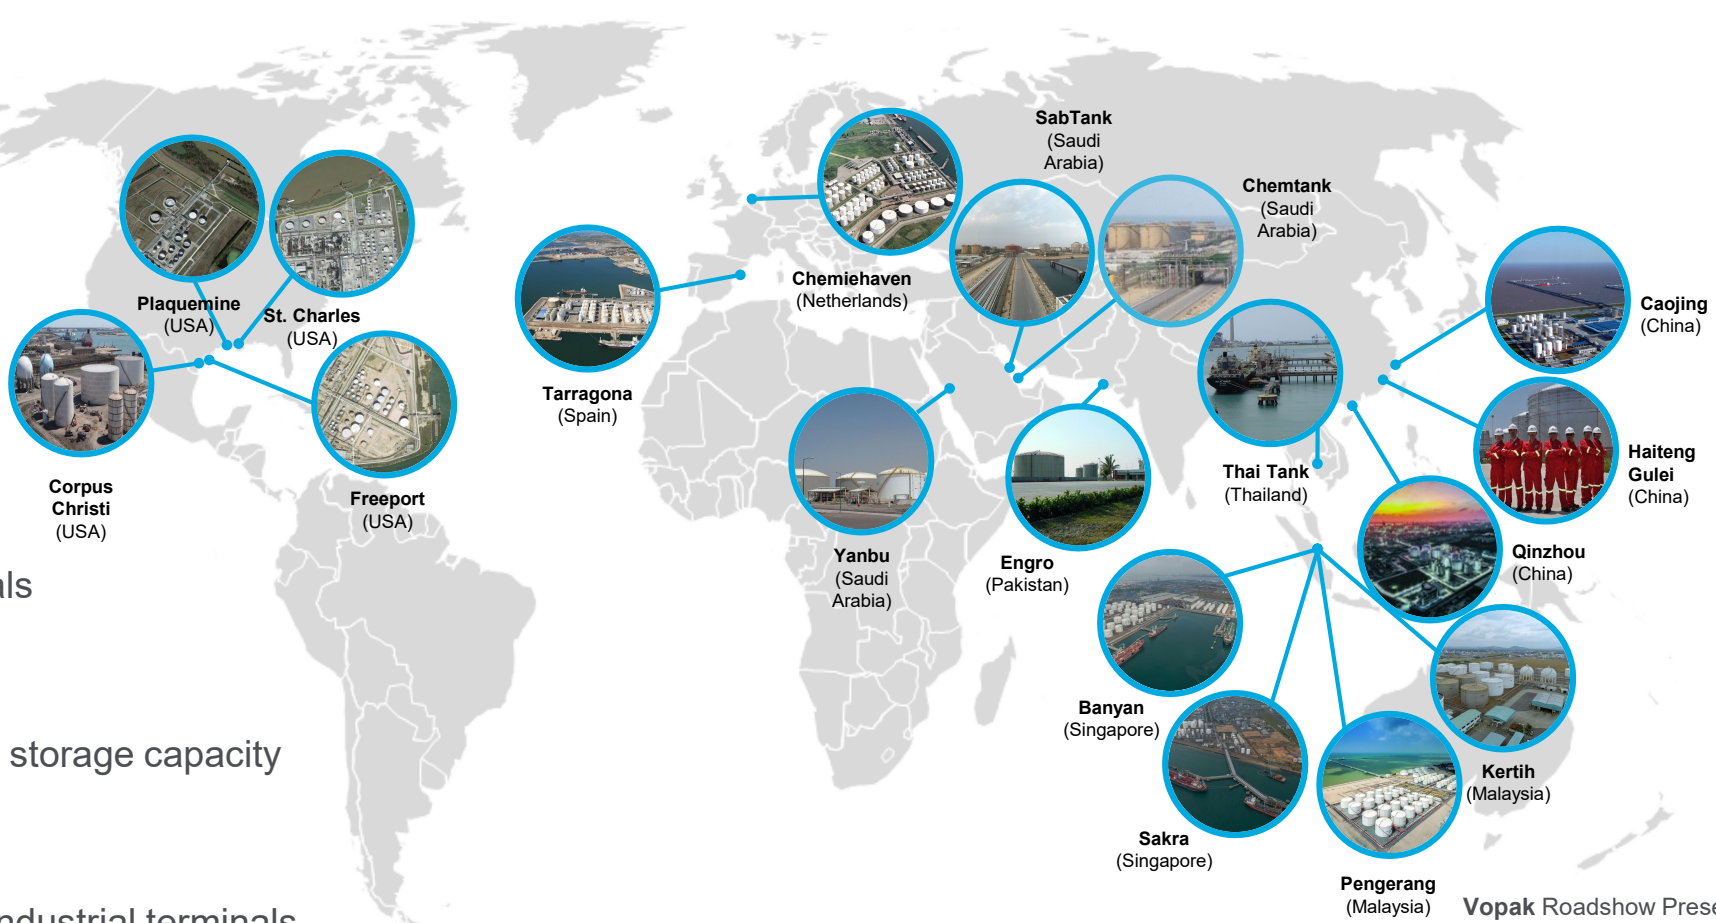 SabTank
(Saudi
Arabia)
Chemtank
(Saudi
Arabia)
Chemiehaven
(Netherlands)
Plaquemine
(USA)
St. Charles
(USA)
Caojing
(China)
Tarragona
(Spain)
Haiteng
Gulei
(China)
Thai Tank
(Thailand)
Corpus
Christi
(USA)
Freeport
(USA)
Yanbu
(Saudi
Arabia)
Engro
(Pakistan)
Qinzhou
(China)
als
storage capacity
Banyan
(Singapore)
Kertih
(Malaysia)
Sakra
(Singapore)
Pengerang
(Malaysia)
ndustrial terminals
Vopak Roadshow Prese